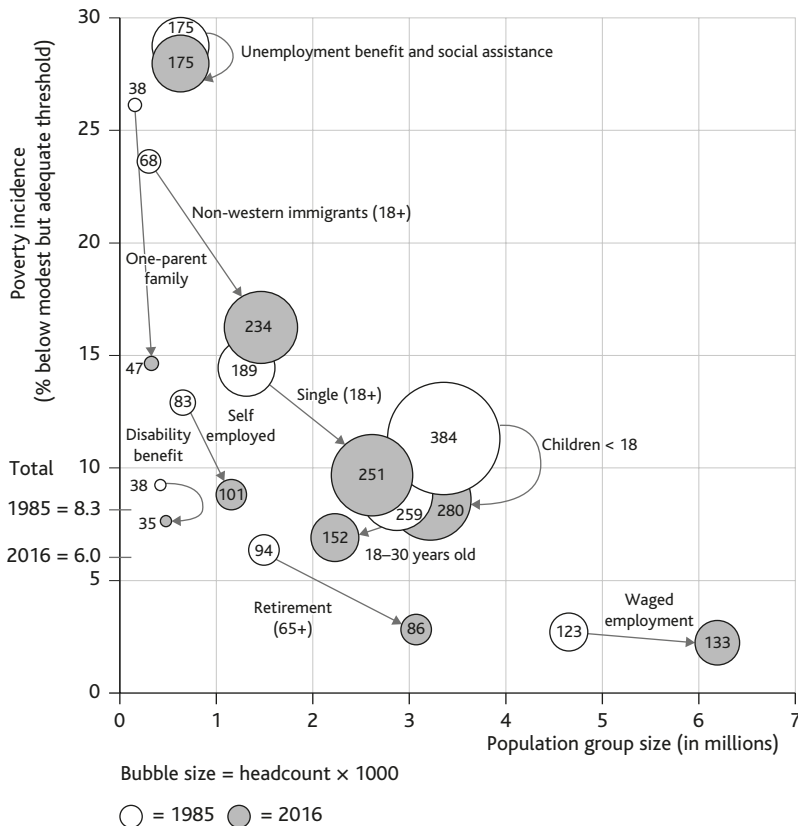 Poverty incidence
(% below modest but adequate threshold)
30
25
20
15
10
5
0
Total
1985 = 8.3
2016 = 6.0
175
175
Unemployment benefit and social assistance
38
68
Non-western immigrants (18+)
One-parent
family
234
47
189
Single (18+)
83
Self
employed
384
Children < 18
Disability
benefit
251
38
101
259
280
35
152
18–30 years old
94
Retirement
(65+)
86
Waged
employment
123
133
0
1
2
3
4
5
6
7
Population group size (in millions)
Bubble size = headcount × 1000
= 1985
= 2016